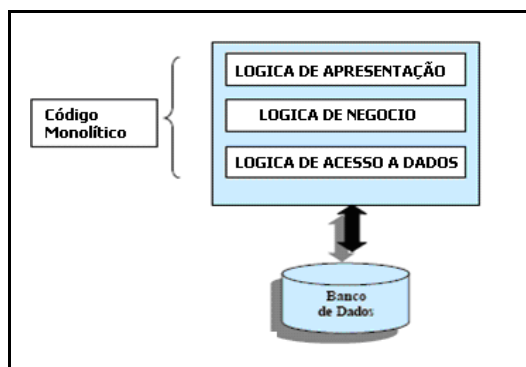 Código
Monolítico
LOGICA DE APRESENTAÇÃO
LOGICA DE NEGOCIO
LOGICA DE ACESSO A DADOS
Banco
de Dados